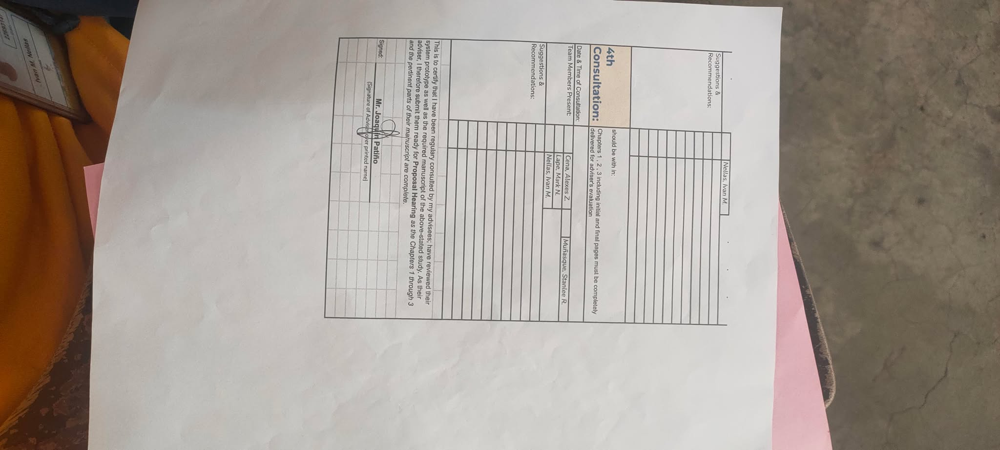 Nellas, Ivan M.
Suggestions &
Recommendations:
4th
Consultation:
should be with in:
Chapters 1 , 2 , 3 including initial and final pages must be completely
delivered for adviser's evaluation
Date & Time of Consultation:
Team Members Present:
Cena, Alexes Z.
Muñasque, Stanlee R.
Lape, Mark N.
Nellas, Ivan M.
Suggestions &
Recommendations:
This is to certify that I have been regulary consulted by my advisees; have reviewed their
system prototype as well as the required manuscript of the above-stated study. As their
adviser, I therefore submit them ready for Proposal Hearing as the Chapters 1 through 3
and the pertinent parts of their manuscript are complete.
Signed:
Mr. Joaquin Patiño
(Signature of Adviser over printed name)
Ivan M. Nellas